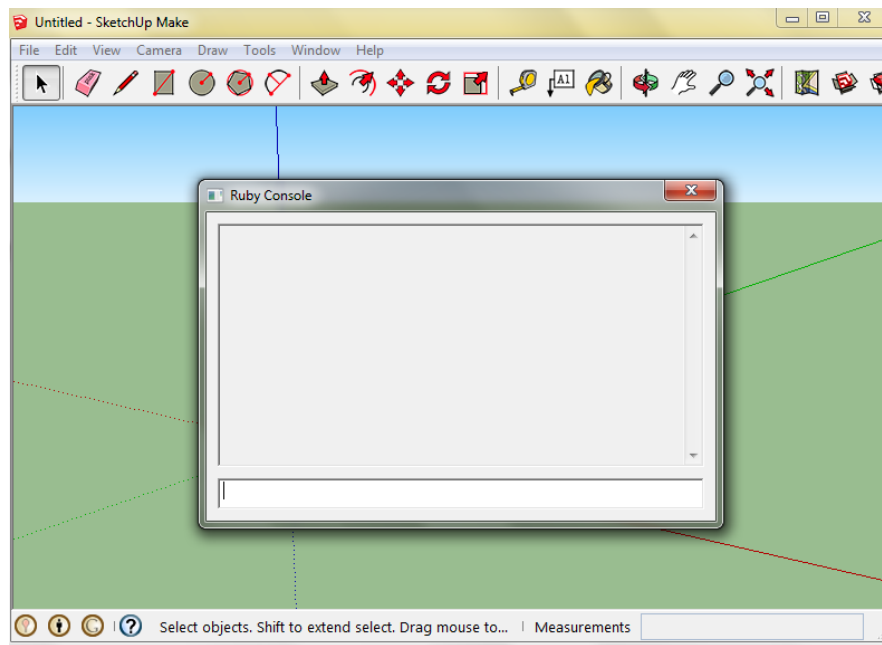 Untitled - SketchUp Make
File Edit View Camera Draw Tools Window Help
A1
Ruby Console
Select objects. Shift to extend select. Drag mouse to... Measurements